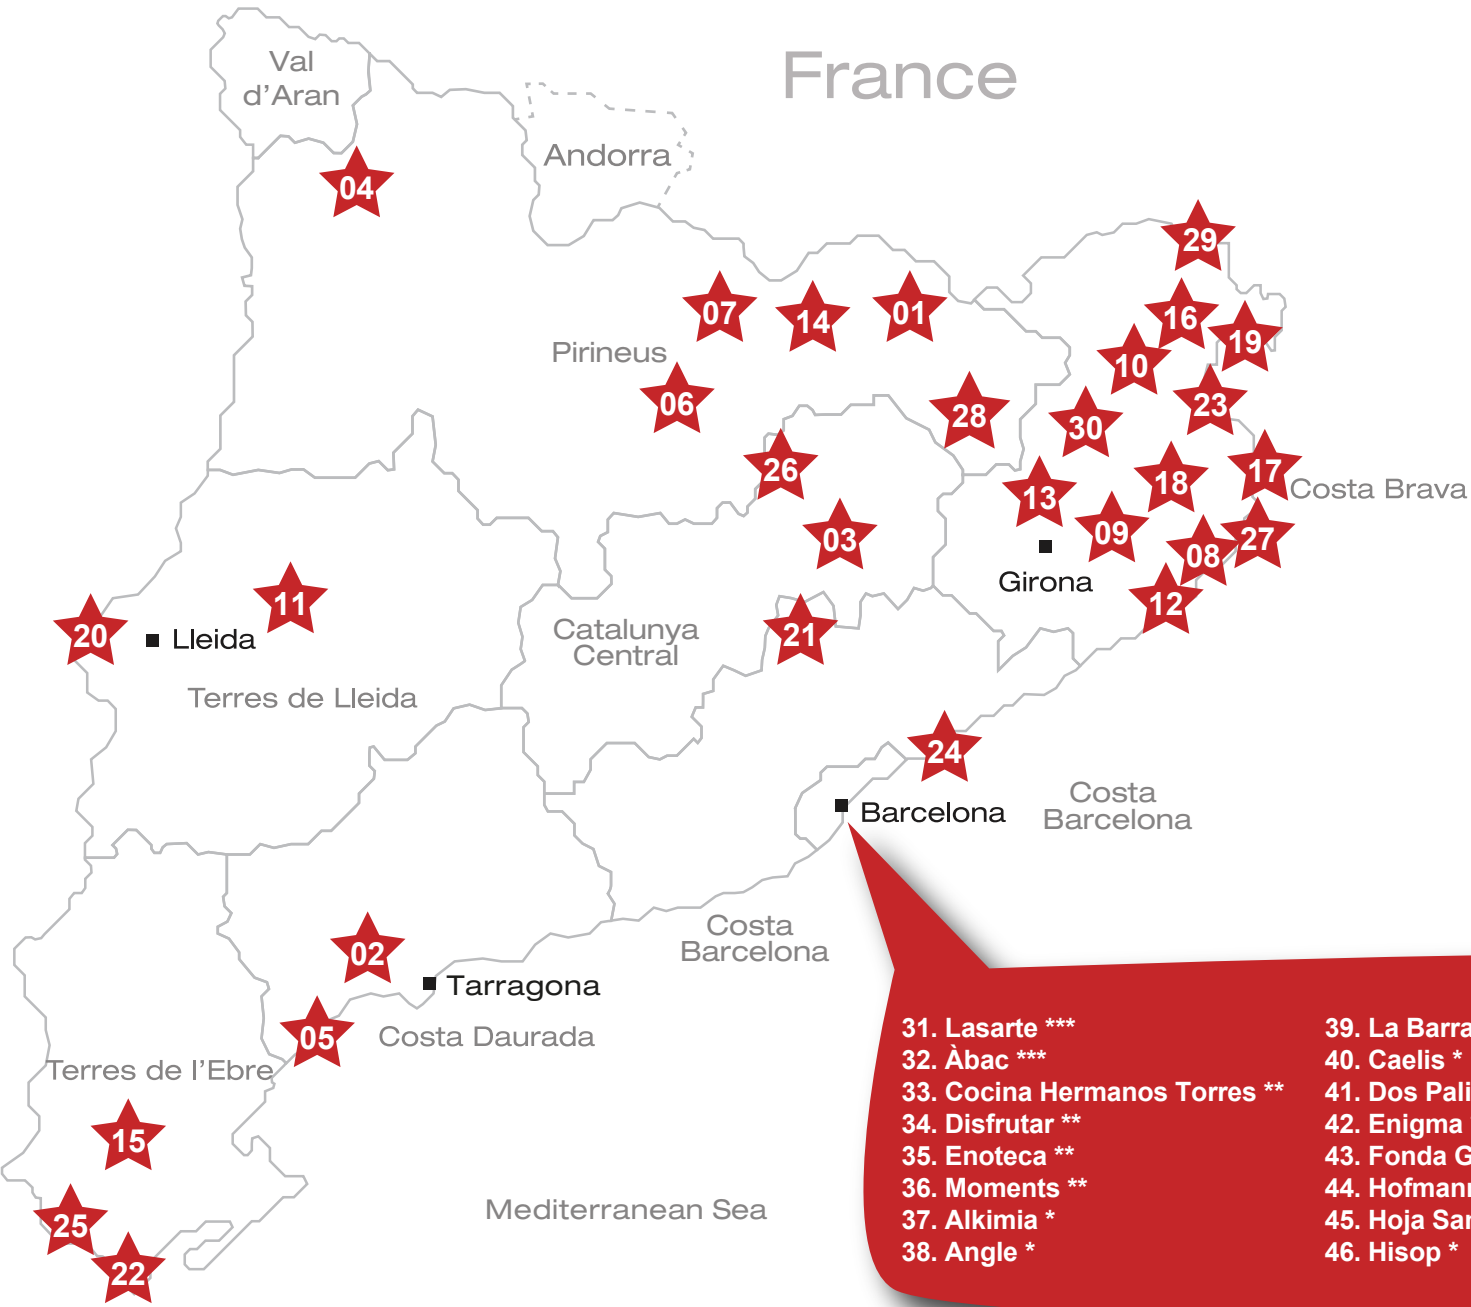 France
Val
d'Aran
Andorra
04
29
07
14
01
16
19
10
Pirineus
06
28
30
23
26
18
17
Costa Brava
13
03
09
08
27
Girona
12
11
20
Lleida
21
Catalunya
Central
Terres de Lleida
24
Costa
Barcelona
Barcelona
Costa
Barcelona
02
Tarragona
05
Costa Daurada
Terres de l'Ebre
15
25
22
Mediterranean Sea
31. Lasarte ***
32. Àbac ***
33. Cocina Hermanos Torres **
34. Disfrutar **
35. Enoteca **
36. Moments **
37. Alkimia *
38. Angle *
39. La Barra
40. Caelis *
41. Dos Pali
42. Enigma
43. Fonda G
44. Hofmann
45. Hoja San
46. Hisop *